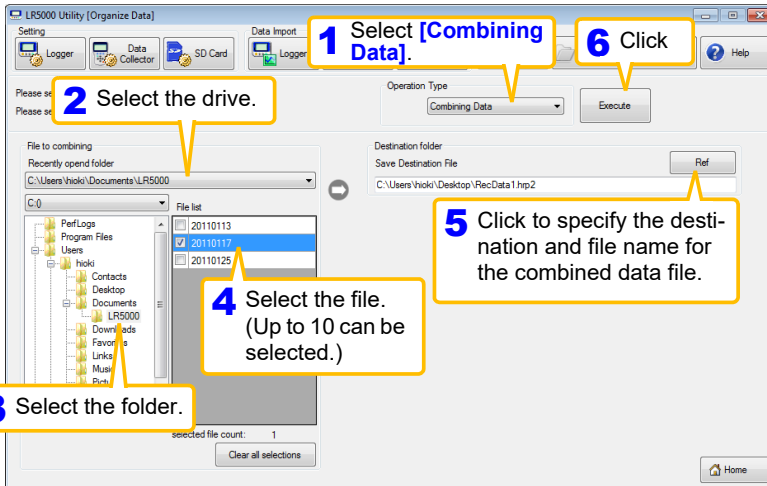 LR5000 Utility [Organize Data]
Setting
Logger
Data
Collector
SD Card
Data Import
Logger
Help
1 Select [Combining
Data].
6 Click
Please se
Please se
2 Select the drive.
Operation Type
Combining Data
Execute
File to combining
Recently opend folder
C:\Users\hioki\Documents\LR5000
C:()
File list
PerfLogs
Program Files
Users
hioki
Contacts
Desktop
Documents
LR5000
Downloads
Favorites
Links
Music
Pictu
20110113
20110117
20110125
Destination folder
Save Destination File
Ref
C:\Users\hioki\Desktop\RecData1.hrp2
5 Click to specify the desti-
nation and file name for
the combined data file.
4 Select the file.
(Up to 10 can be
selected.)
3 Select the folder.
selected file count: 1
Clear all selections
Home